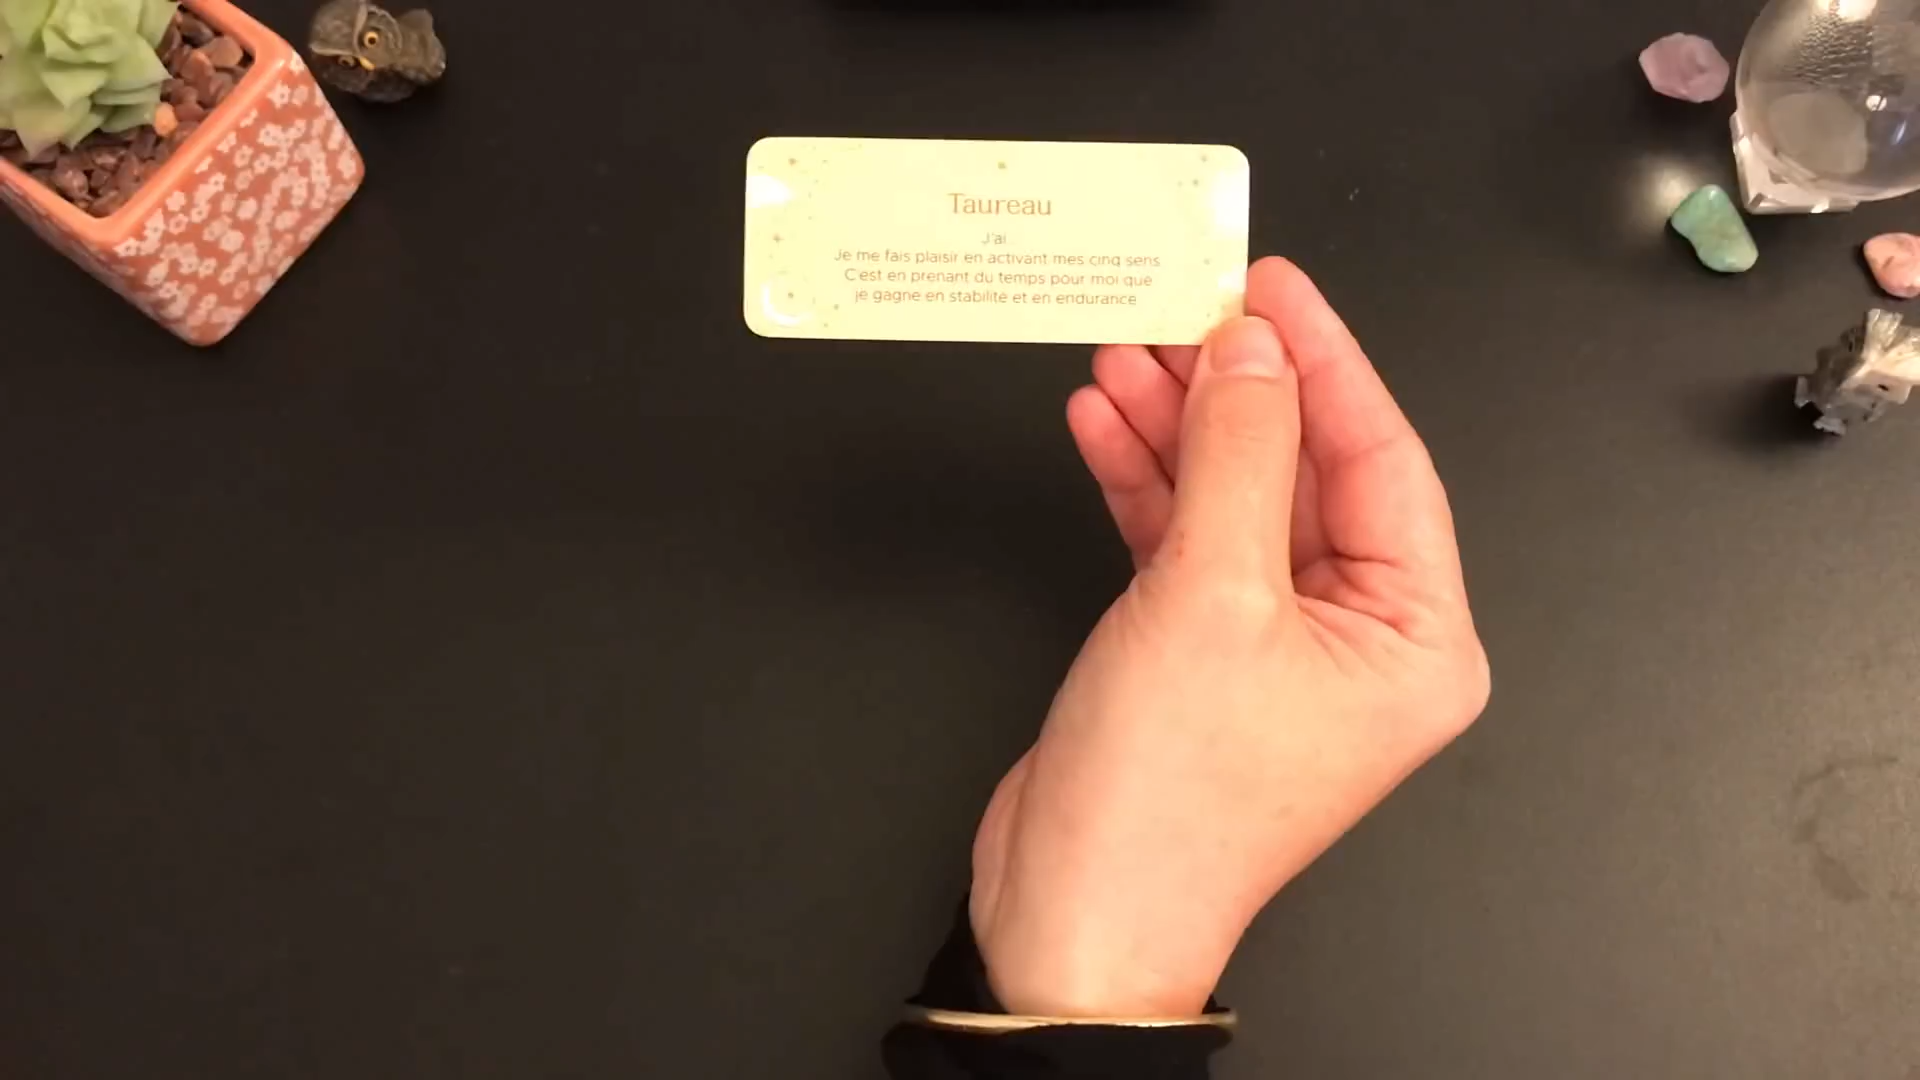 Taureau
J'ai...
Je me fais plaisir en activant mes cinq sens.
C'est en prenant du temps pour moi que
je gagne en stabilité et en endurance